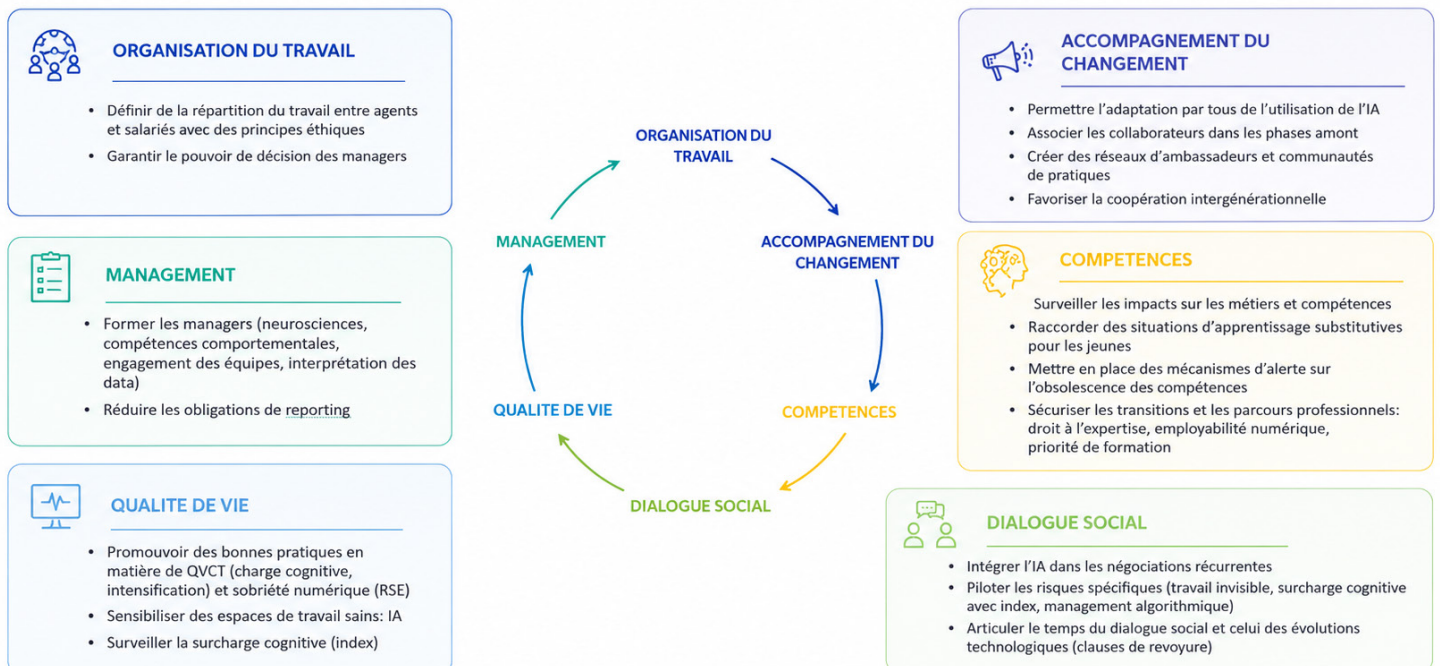 ORGANISATION DU TRAVAIL
• Définir de la répartition du travail entre agents
et salariés avec des principes éthiques
• Garantir le pouvoir de décision des managers
MANAGEMENT
• Former les managers (neurosciences,
compétences comportementales,
engagement des équipes, interprétation des
data)
• Réduire les obligations de reporting
QUALITE DE VIE
• Promouvoir des bonnes pratiques en
matière de QVCT (charge cognitive,
intensification) et sobriété numérique (RSE)
• Sensibiliser des espaces de travail sains: IA
• Surveiller la surcharge cognitive (index)
ORGANISATION DU
TRAVAIL
MANAGEMENT
ACCOMPAGNEMENT DU
CHANGEMENT
QUALITE DE VIE
COMPETENCES
DIALOGUE SOCIAL
ACCOMPAGNEMENT DU
CHANGEMENT
• Permettre l’adaptation par tous de l’utilisation de l’IA
• Associer les collaborateurs dans les phases amont
• Créer des réseaux d’ambassadeurs et communautés
de pratiques
• Favoriser la coopération intergénérationnelle
COMPETENCES
Surveiller les impacts sur les métiers et compétences
• Raccorder des situations d’apprentissage substitutives
pour les jeunes
• Mettre en place des mécanismes d’alerte sur
l’obsolescence des compétences
• Sécuriser les transitions et les parcours professionnels:
droit à l’expertise, employabilité numérique,
priorité de formation
DIALOGUE SOCIAL
• Intégrer l’IA dans les négociations récurrentes
• Piloter les risques spécifiques (travail invisible, surcharge cognitive
avec index, management algorithmique)
• Articuler le temps du dialogue social et celui des évolutions
technologiques (clauses de revoyure)